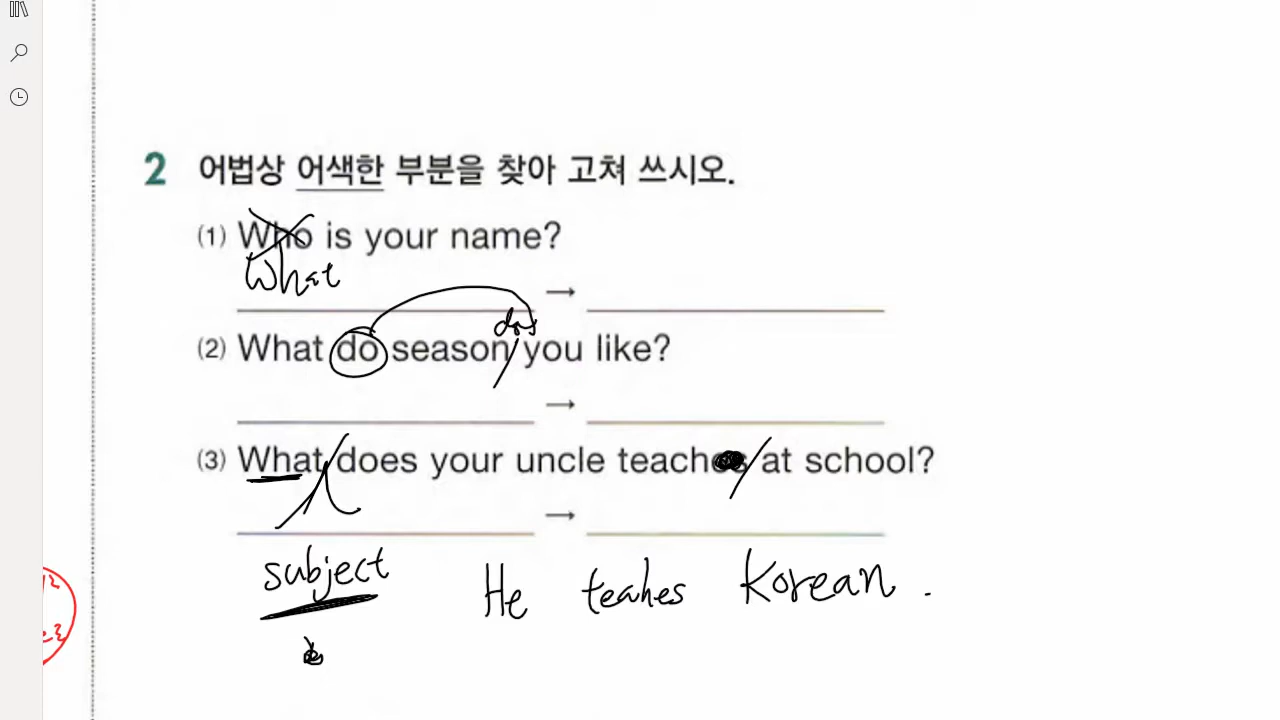 2 어법상 어색한 부분을 찾아 고쳐 쓰시오.
(1) Who is your name?
What
→
does
(2) What do season you like?
→
(3) What does your uncle teaches at school?
→
subject He teahes Korean.